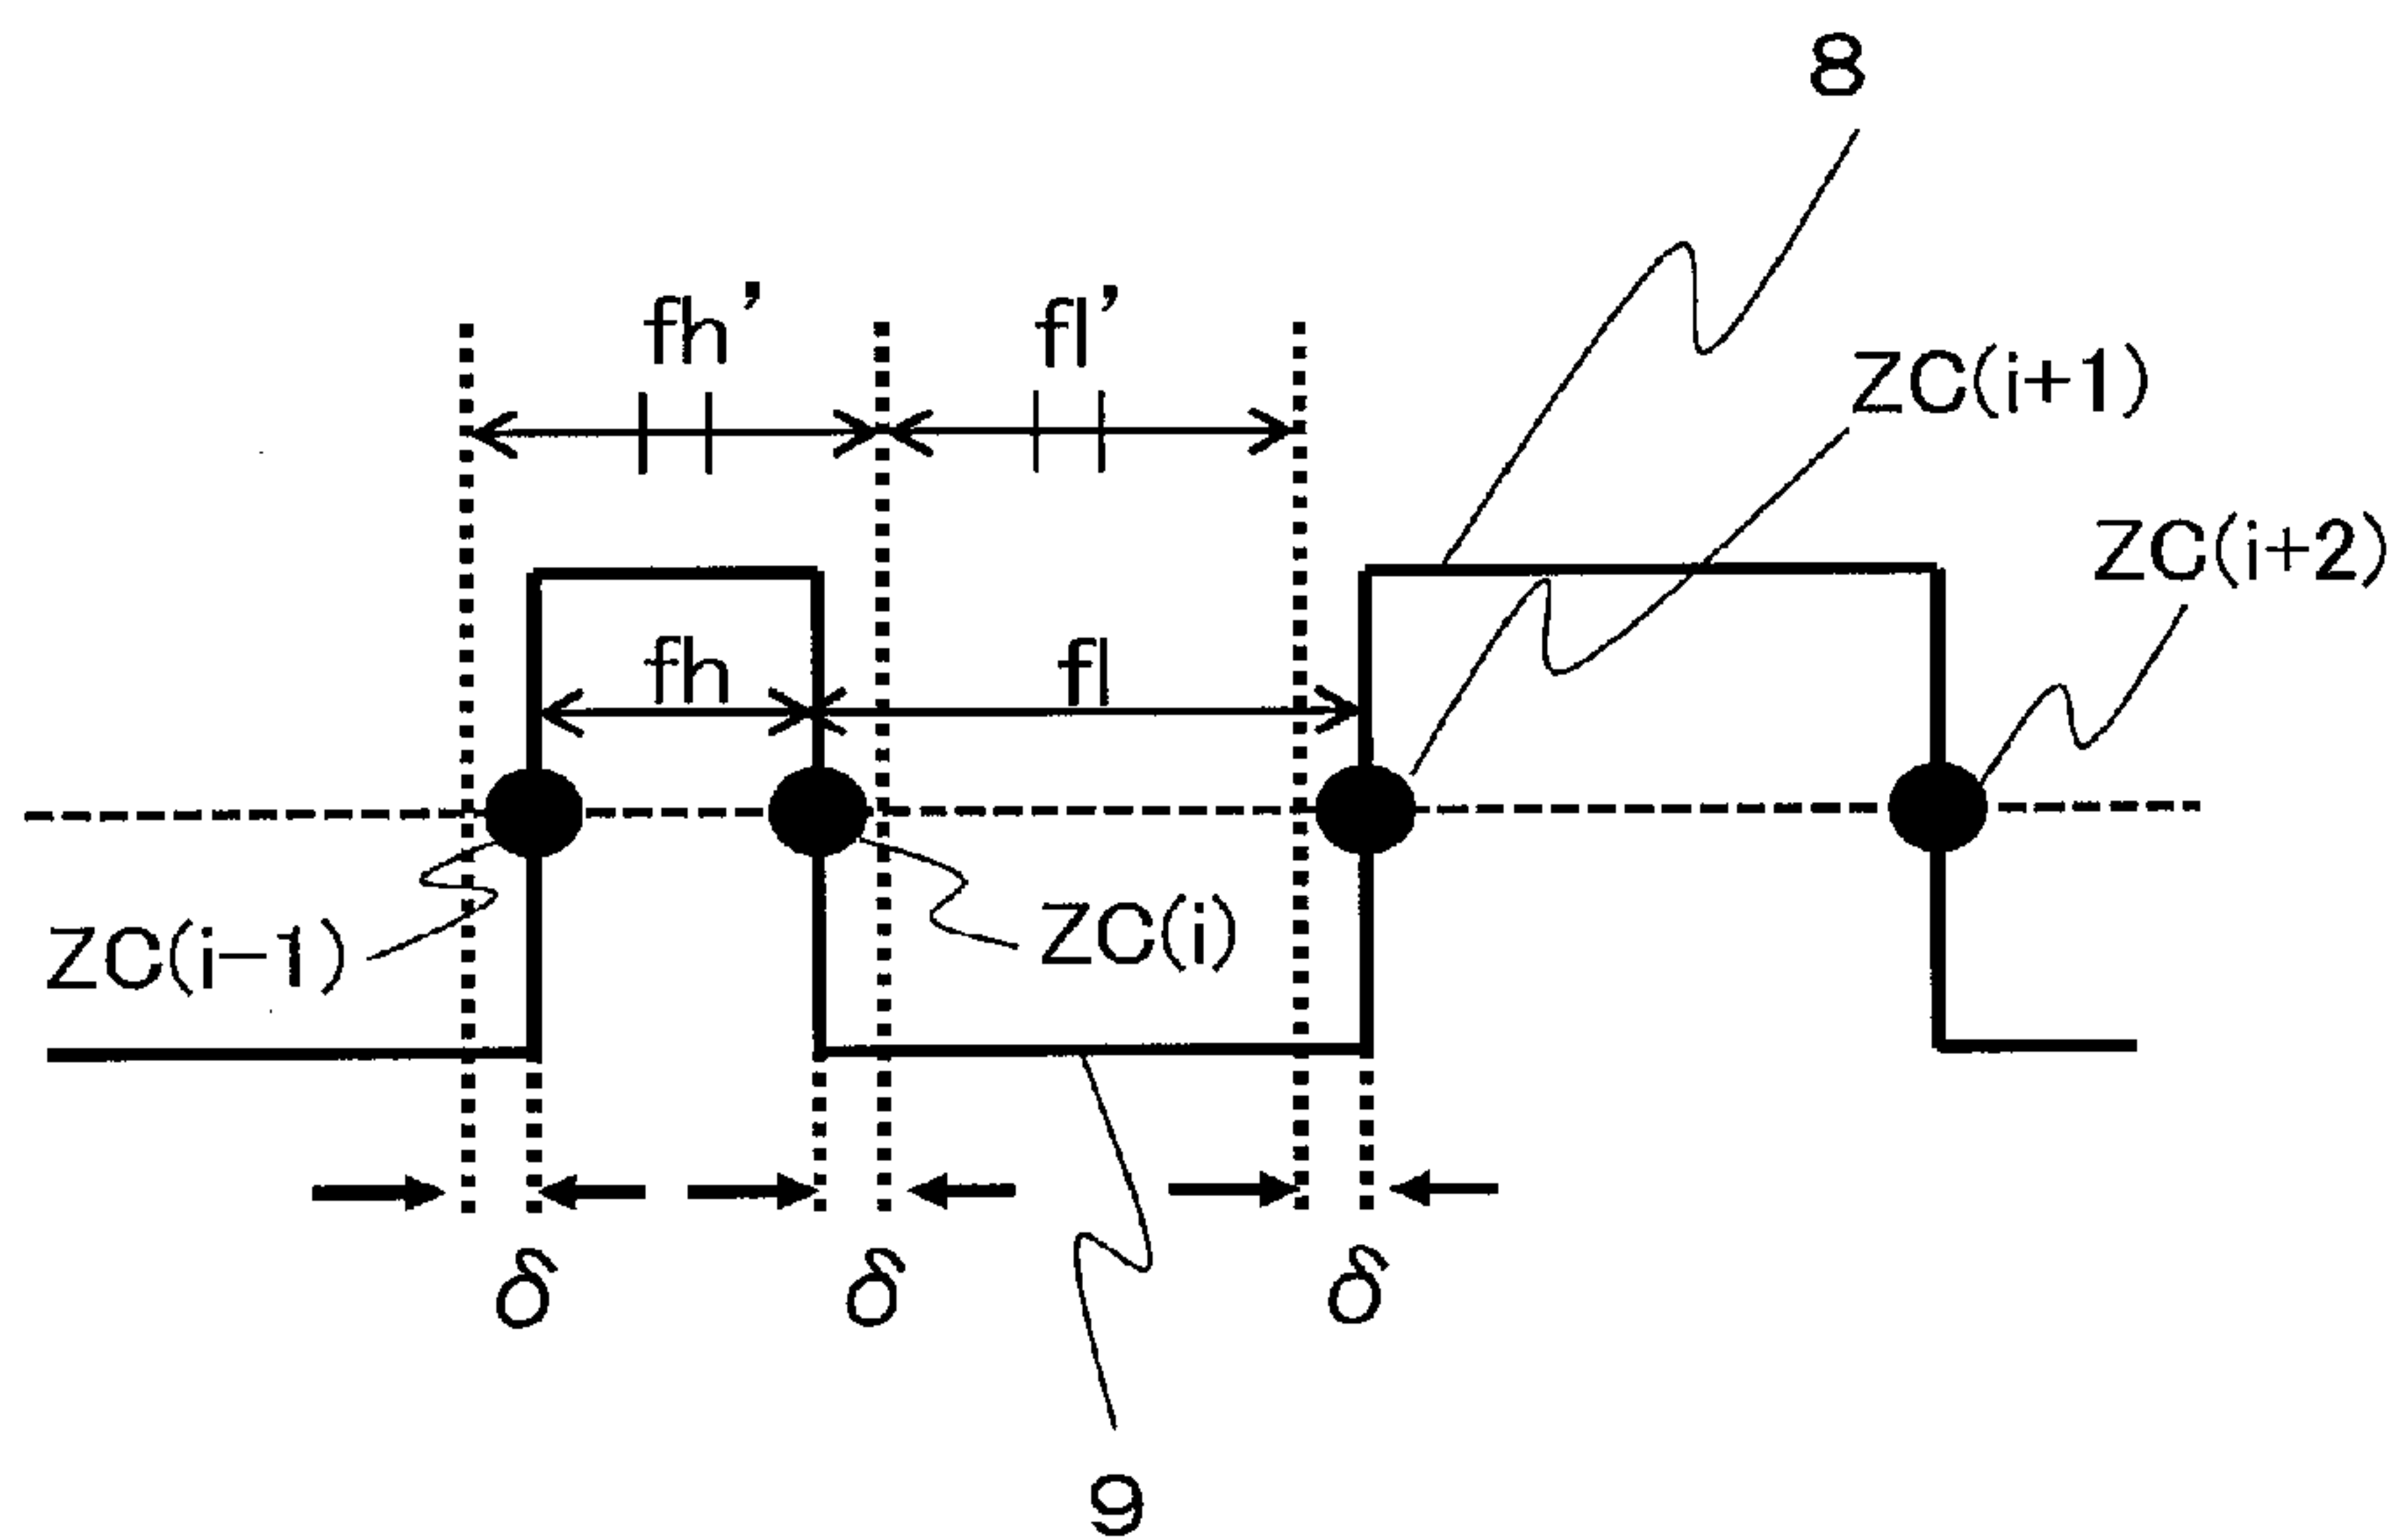 8
fh’ fl’
ZC(i+1)
ZC(i+2)
fh fl
ZC(i−1) ZC(i)
δ δ δ
9